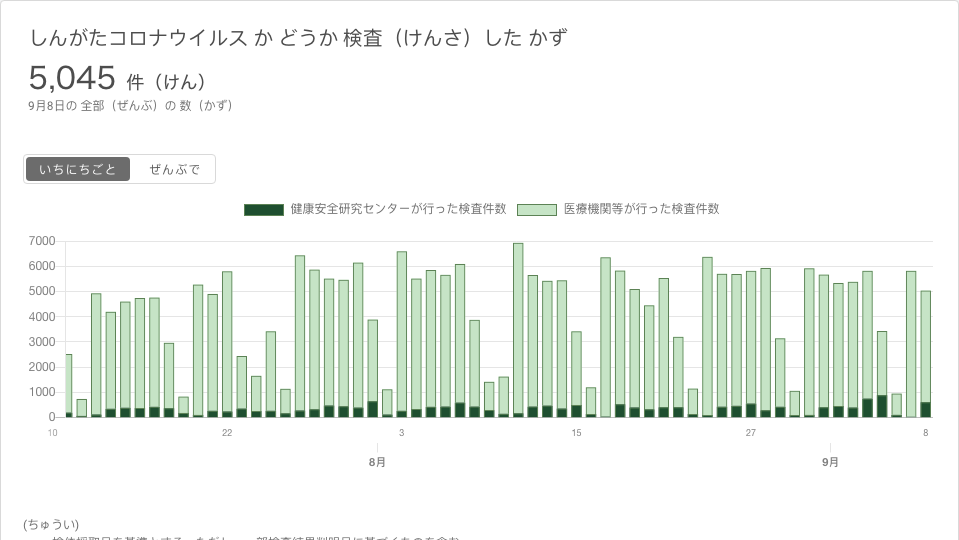 しんがたコロナウイルス か どうか 検査（けんさ）した かず
5,045 件（けん）
9月8日の 全部（ぜんぶ）の 数（かず）
いちにちごと ぜんぶで
健康安全研究センターが行った検査件数 医療機関等が行った検査件数
7000
6000
5000
4000
3000
2000
1000
0
10 22 3 15 27 8
8月 9月
(ちゅうい)